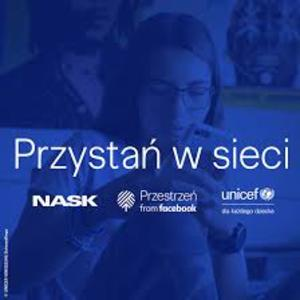 Przystań w sieci
NASK
Przestrzeń
from facebook
unicef
dla każdego dziecka